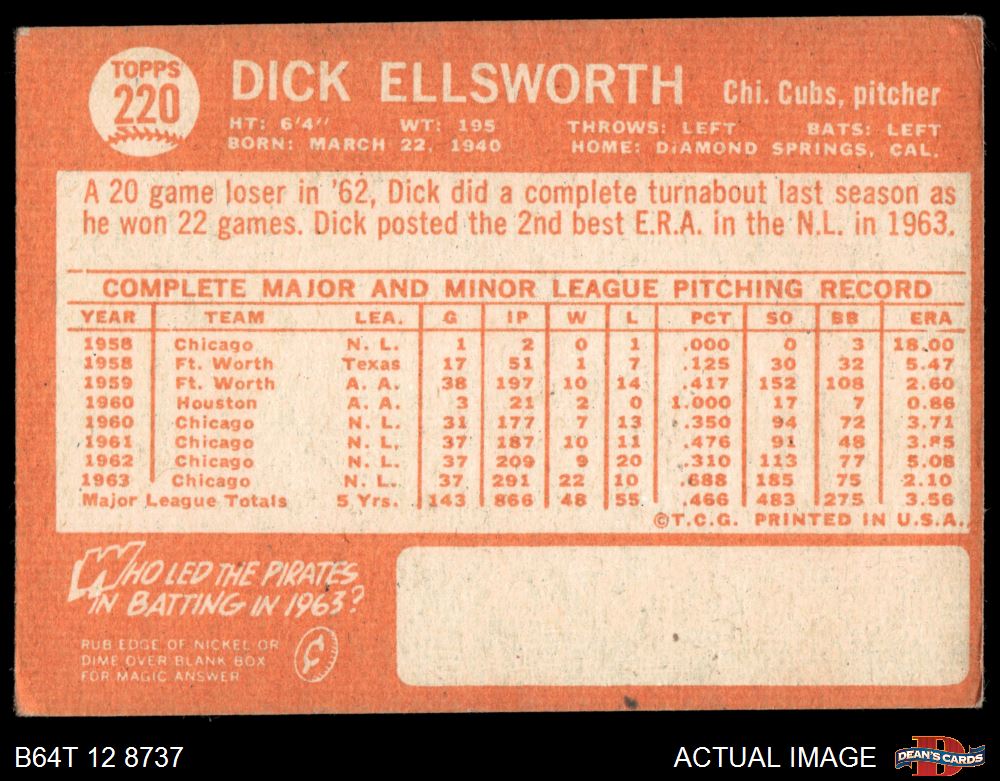 TOPPS
220
DICK ELLSWORTH Chi. Cubs, pitcher
HT: 6'4" WT: 195 THROWS: LEFT BATS: LEFT
BORN: MARCH 22, 1940 HOME: DIAMOND SPRINGS, CAL.
A 20 game loser in '62, Dick did a complete turnabout last season as
he won 22 games. Dick posted the 2nd best E.R.A. in the N.L. in 1963.
COMPLETE MAJOR AND MINOR LEAGUE PITCHING RECORD
YEAR TEAM LEA. G IP W L PCT SO BB ERA
1958 Chicago N. L. 1 2 0 1 .000 0 3 18.00
1958 Ft. Worth Texas 17 51 1 7 .125 30 32 5.47
1959 Ft. Worth A. A. 38 197 10 14 .417 152 108 2.60
1960 Houston A. A. 3 21 2 0 1.000 17 7 0.86
1960 Chicago N. L. 31 177 7 13 .350 94 72 3.71
1961 Chicago N. L. 37 187 10 11 .476 91 48 3.85
1962 Chicago N. L. 37 209 9 20 .310 113 77 5.08
1963 Chicago N. L. 37 291 22 10 .688 185 75 2.10
Major League Totals 5 Yrs. 143 866 48 55 .466 483 275 3.56
©T.C.G. PRINTED IN U.S.A.
WHO LED THE PIRATES
IN BATTING IN 1963?
RUB EDGE OF NICKEL OR
DIME OVER BLANK BOX
FOR MAGIC ANSWER
¢
B64T 12 8737 ACTUAL IMAGE
D
DEAN'S CARDS